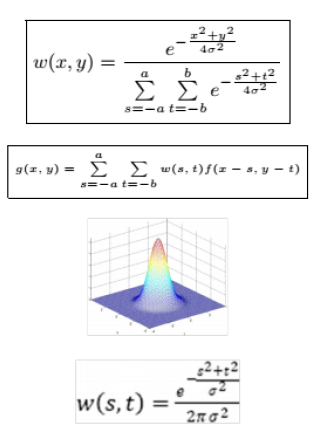 w(x, y) = e^{-\frac{x^2+y^2}{4\sigma^2}} / \sum_{s=-a}^{a} \sum_{t=-b}^{b} e^{-\frac{s^2+t^2}{4\sigma^2}}
g(x, y) = \sum_{s=-a}^{a} \sum_{t=-b} w(s, t) f(x − s, y − t)
w(s, t) = e^{-\frac{s^2+t^2}{\sigma^2}} / 2\pi\sigma^2